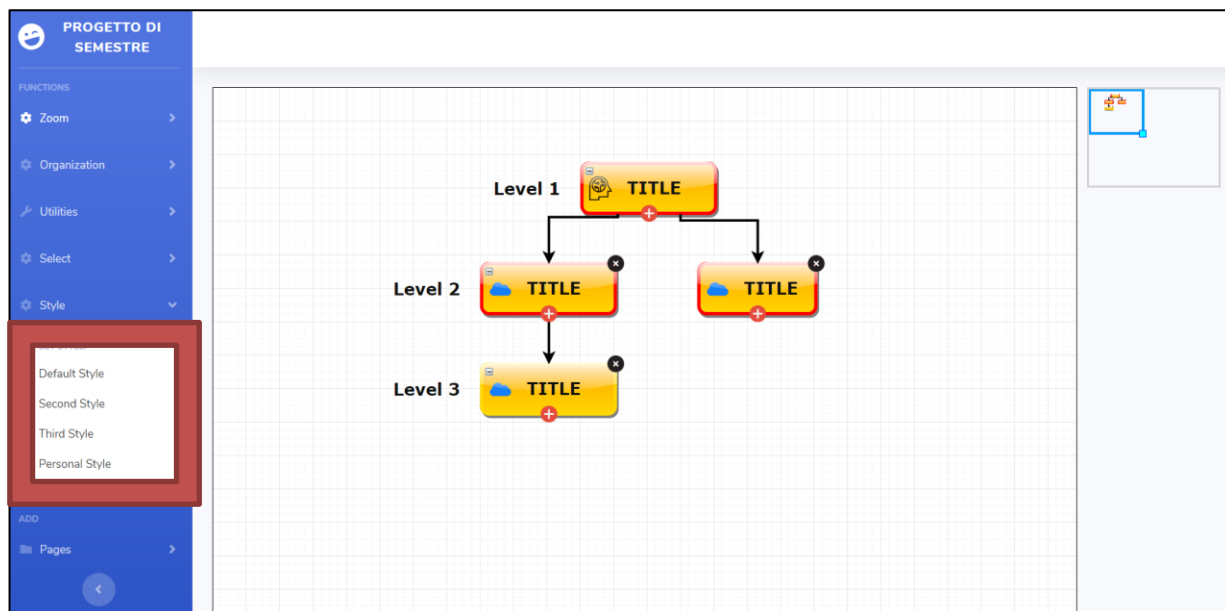 PROGETTO DI
SEMESTRE
FUNCTIONS
Zoom
Organization
Utilities
Select
Style
Default Style
Second Style
Third Style
Personal Style
ADD
Pages
Level 1
TITLE
Level 2
TITLE
TITLE
Level 3
TITLE